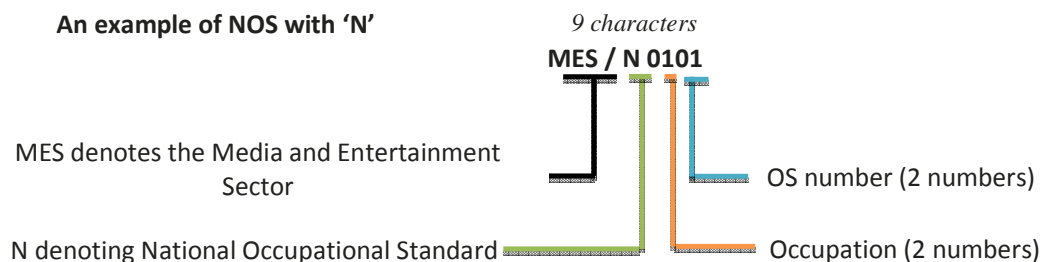 An example of NOS with ‘N’
9 characters
MES / N 0101
MES denotes the Media and Entertainment
Sector
OS number (2 numbers)
N denoting National Occupational Standard
Occupation (2 numbers)